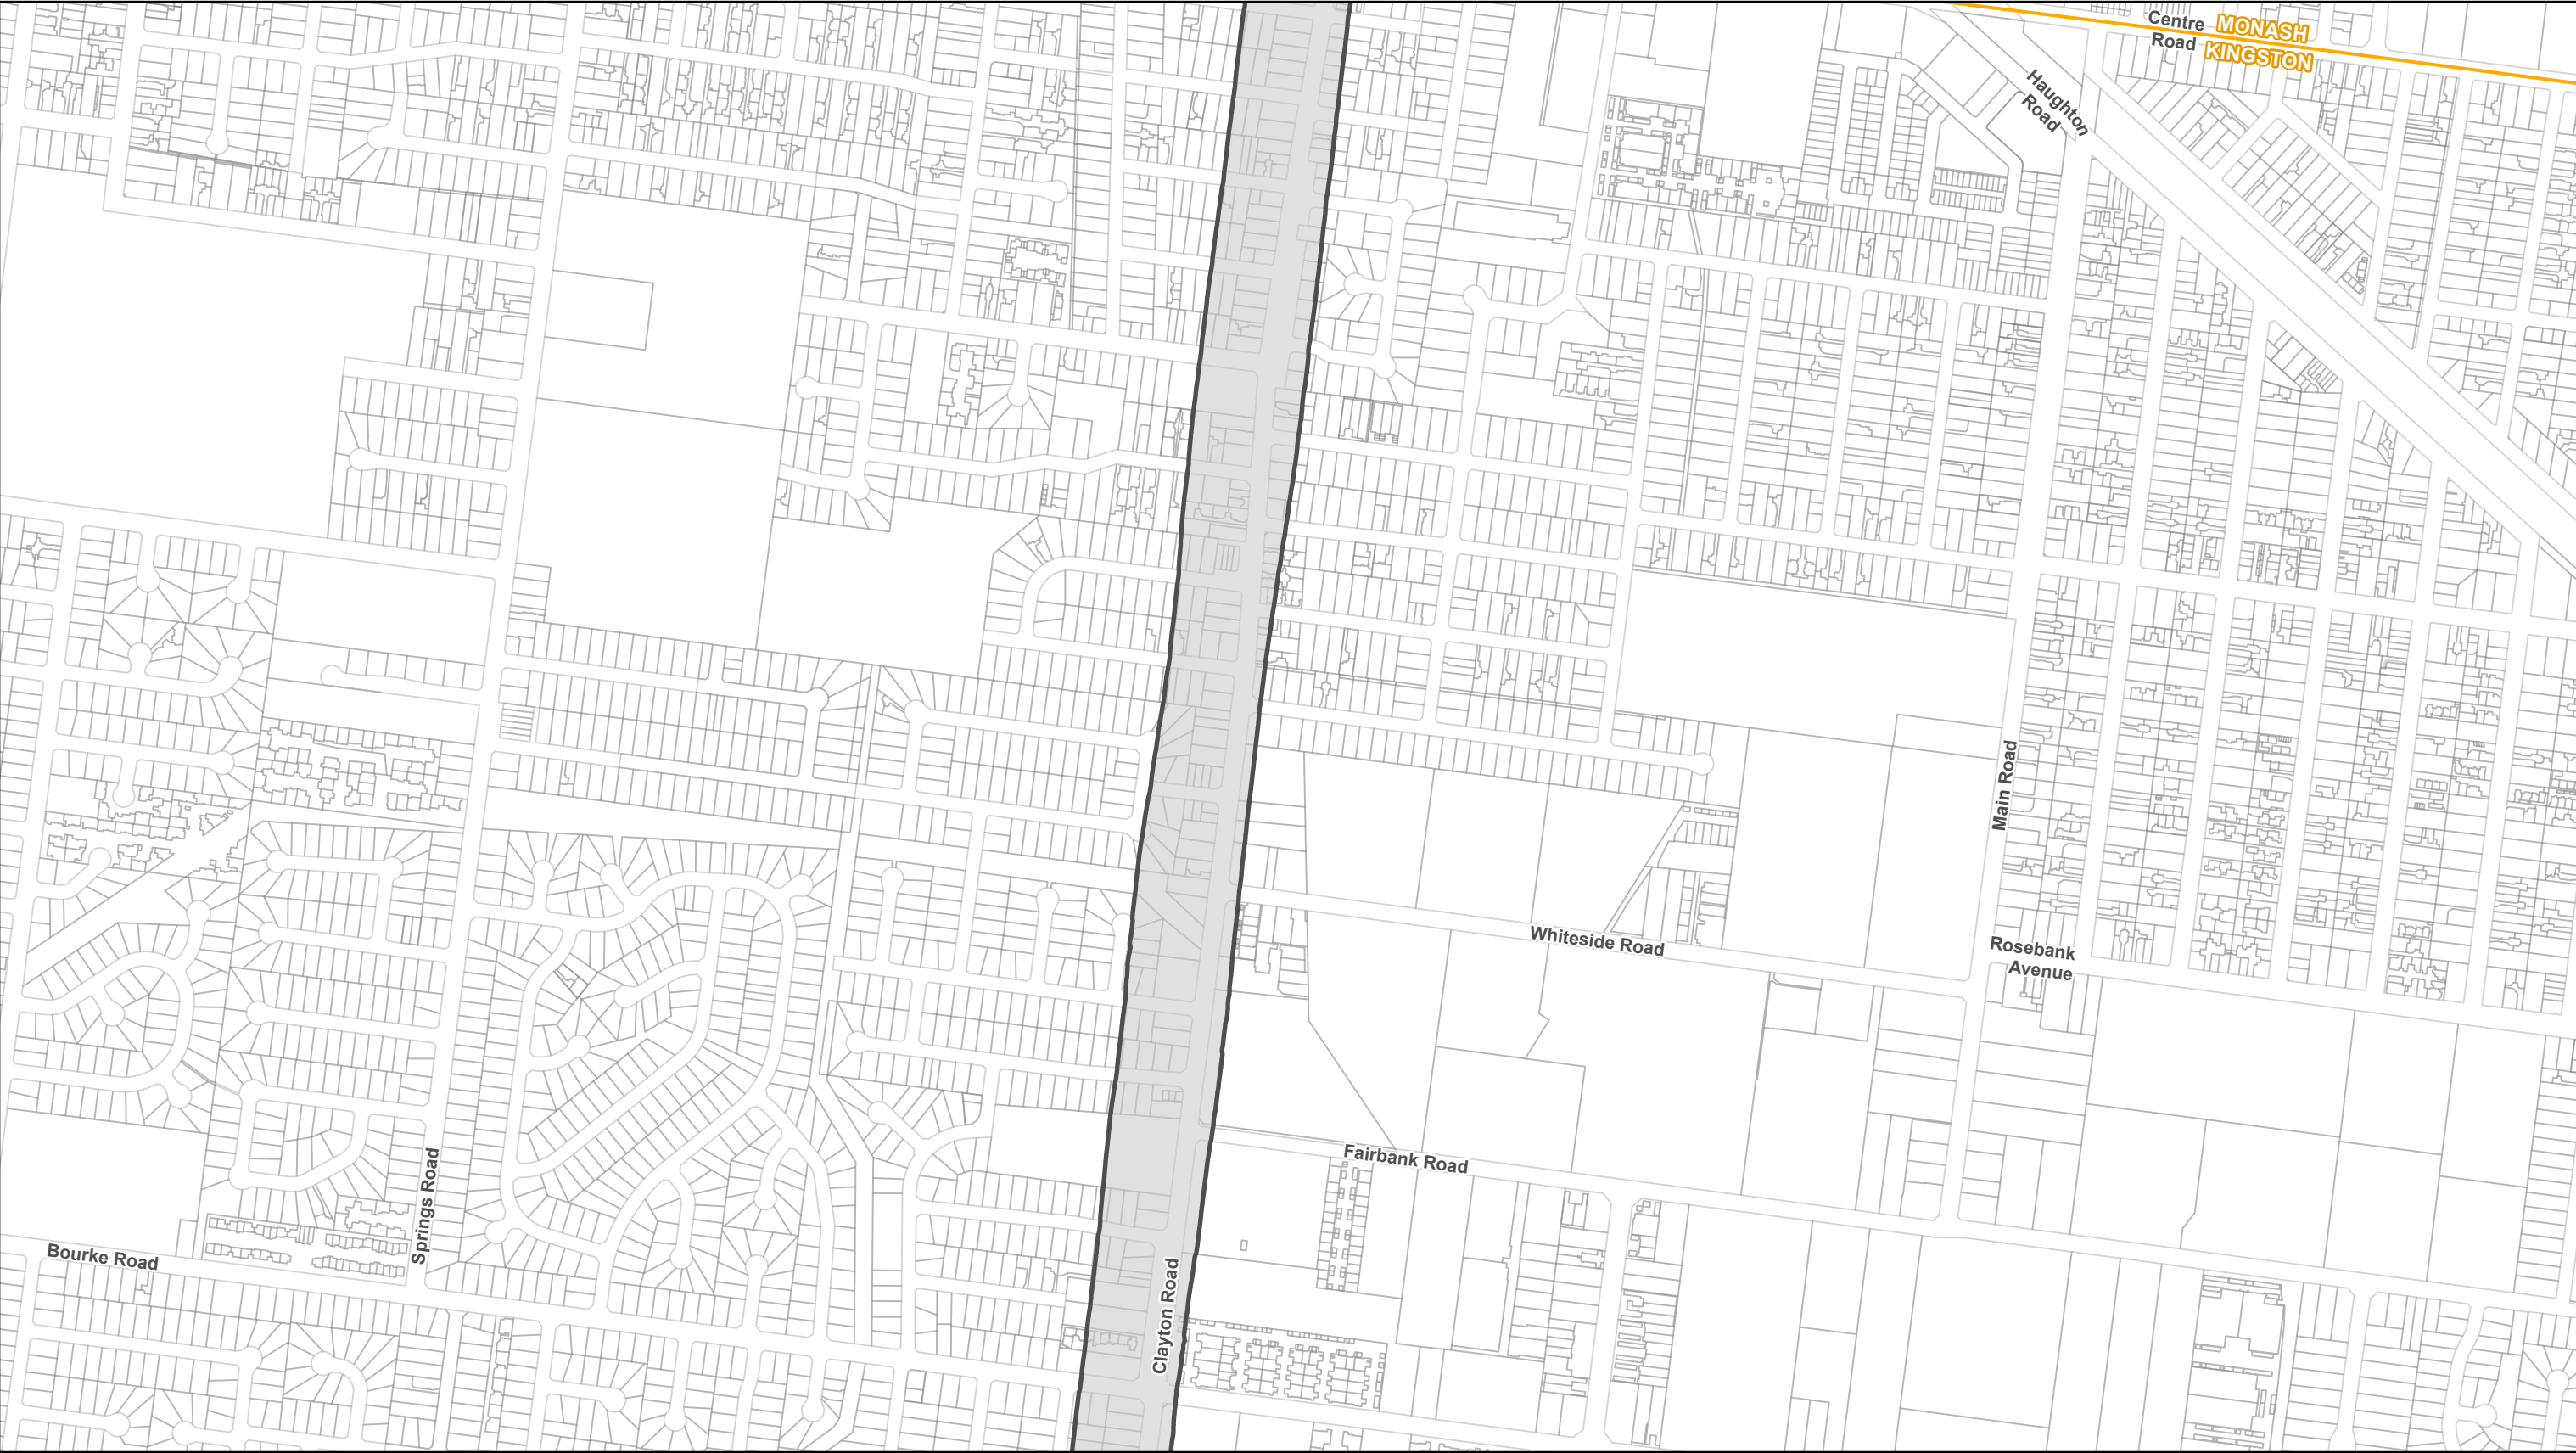 Centre
Road
MONASH
KINGSTON
Haughton
Road
Main Road
Whiteside Road
Rosebank
Avenue
Fairbank Road
Springs Road
Bourke Road
Clayton Road